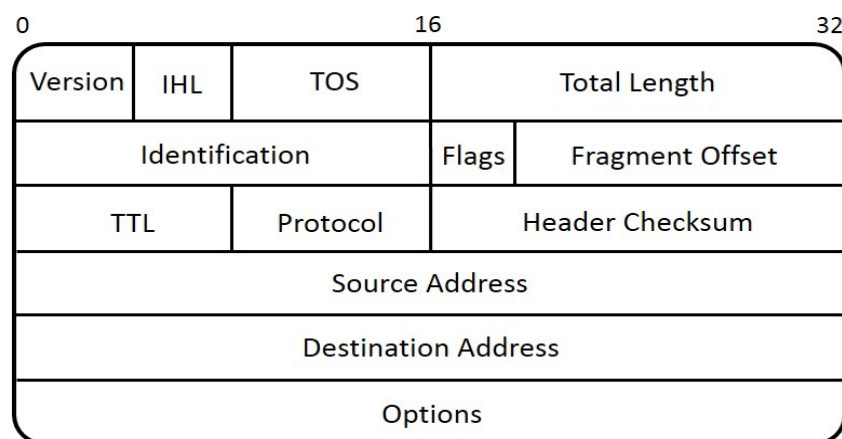 0 16 32
Version IHL TOS Total Length
Identification Flags Fragment Offset
TTL Protocol Header Checksum
Source Address
Destination Address
Options